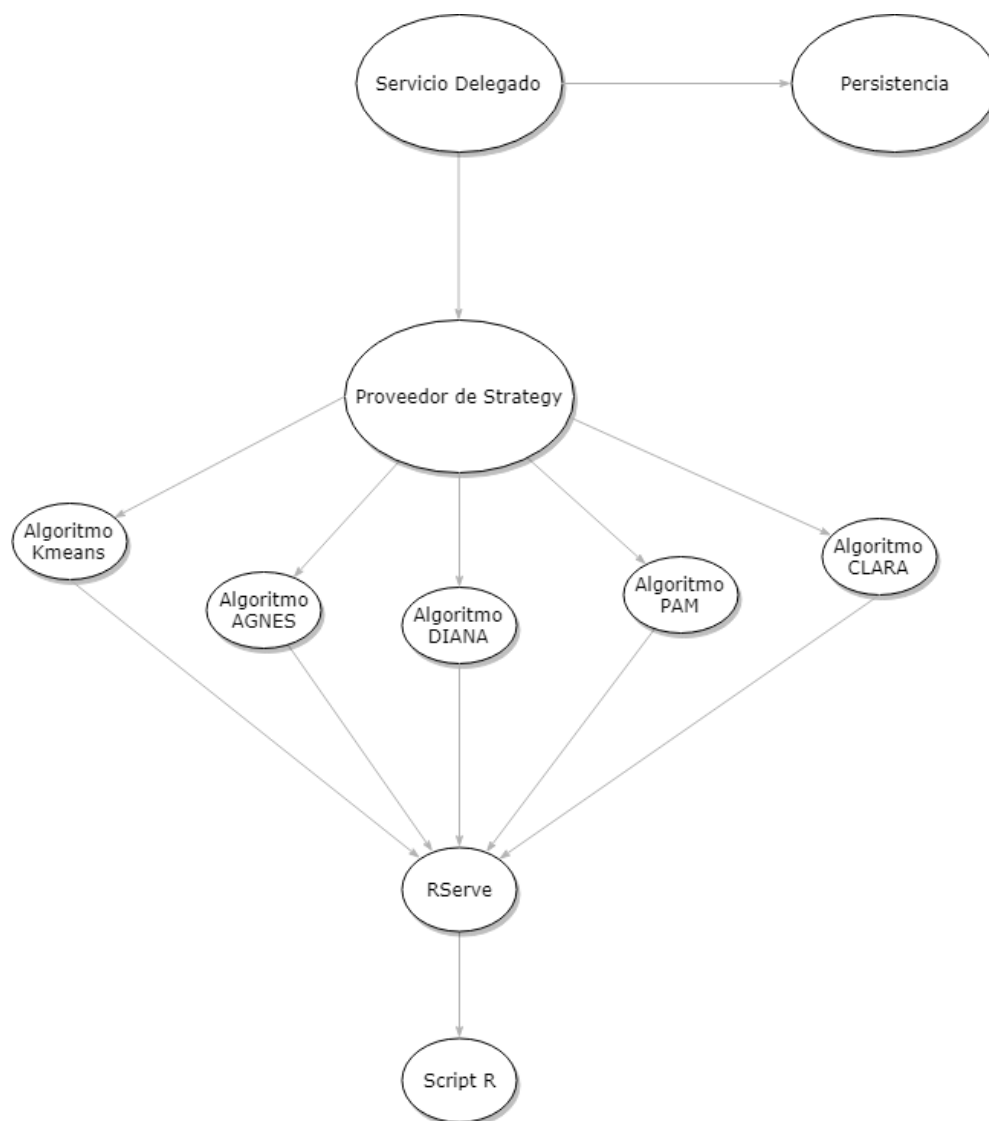 Servicio Delegado
Persistencia
Proveedor de Strategy
Algoritmo
Kmeans
Algoritmo
AGNES
Algoritmo
DIANA
Algoritmo
PAM
Algoritmo
CLARA
RServe
Script R